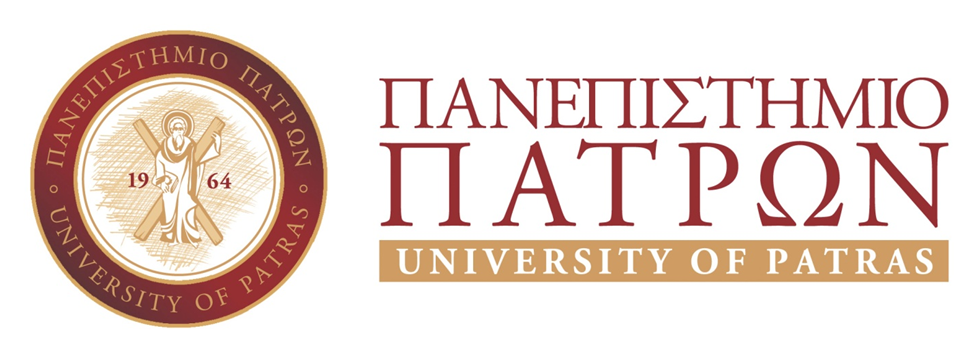 ΠΑΝΕΠΙΣΤΗΜΙΟ ΠΑΤΡΩΝ
19 64
UNIVERSITY OF PATRAS
ΠΑΝΕΠΙΣΤΗΜΙΟ
ΠΑΤΡΩΝ
UNIVERSITY OF PATRAS